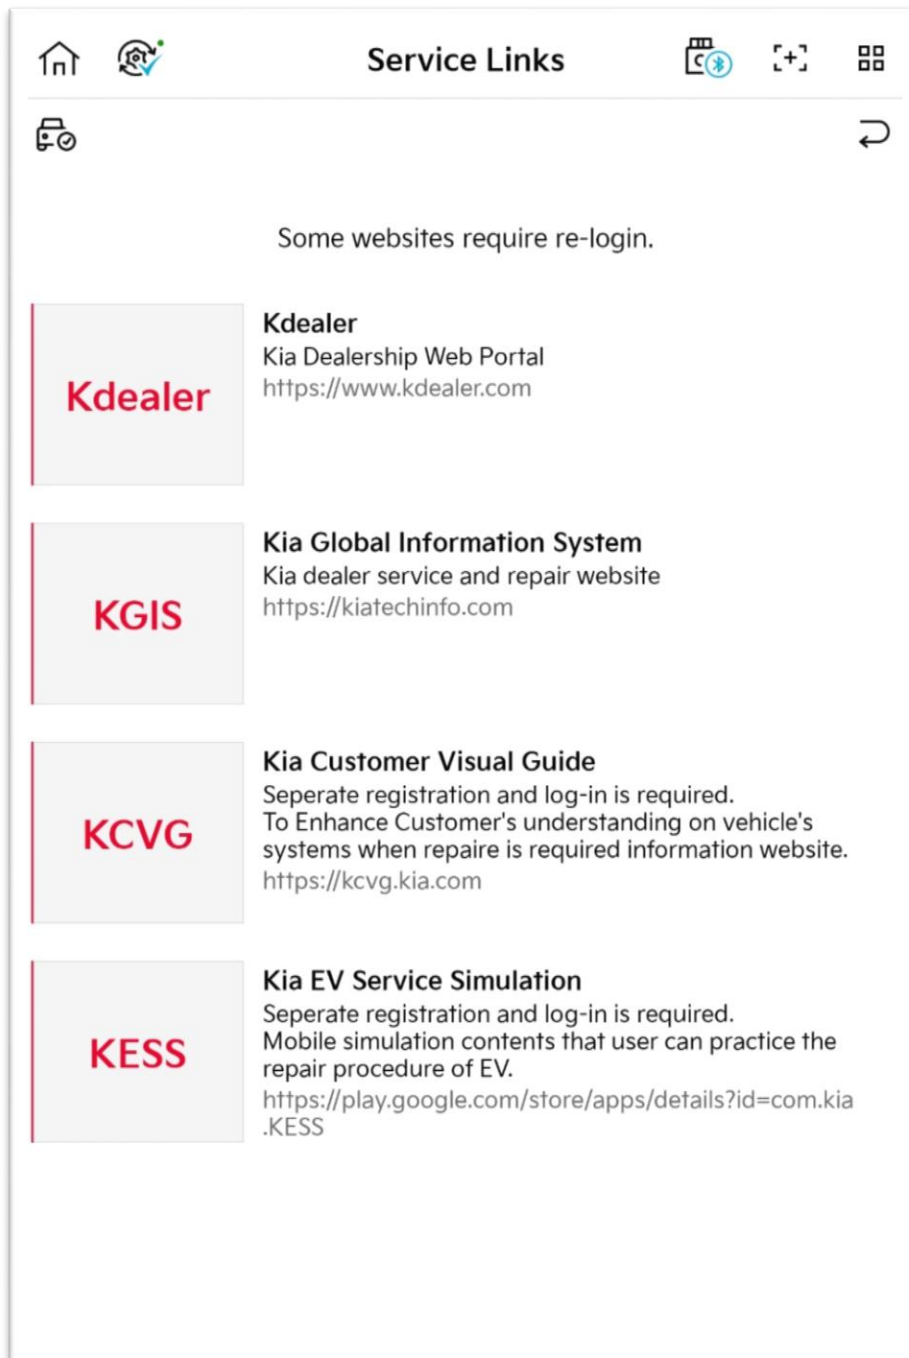 Service Links
Some websites require re-login.
Kdealer
Kdealer
Kia Dealership Web Portal
https://www.kdealer.com
KGIS
Kia Global Information System
Kia dealer service and repair website
https://kiatechinfo.com
KCVG
Kia Customer Visual Guide
Seperate registration and log-in is required.
To Enhance Customer's understanding on vehicle's
systems when repaire is required information website.
https://kcvg.kia.com
KESS
Kia EV Service Simulation
Seperate registration and log-in is required.
Mobile simulation contents that user can practice the
repair procedure of EV.
https://play.google.com/store/apps/details?id=com.kia
.KESS